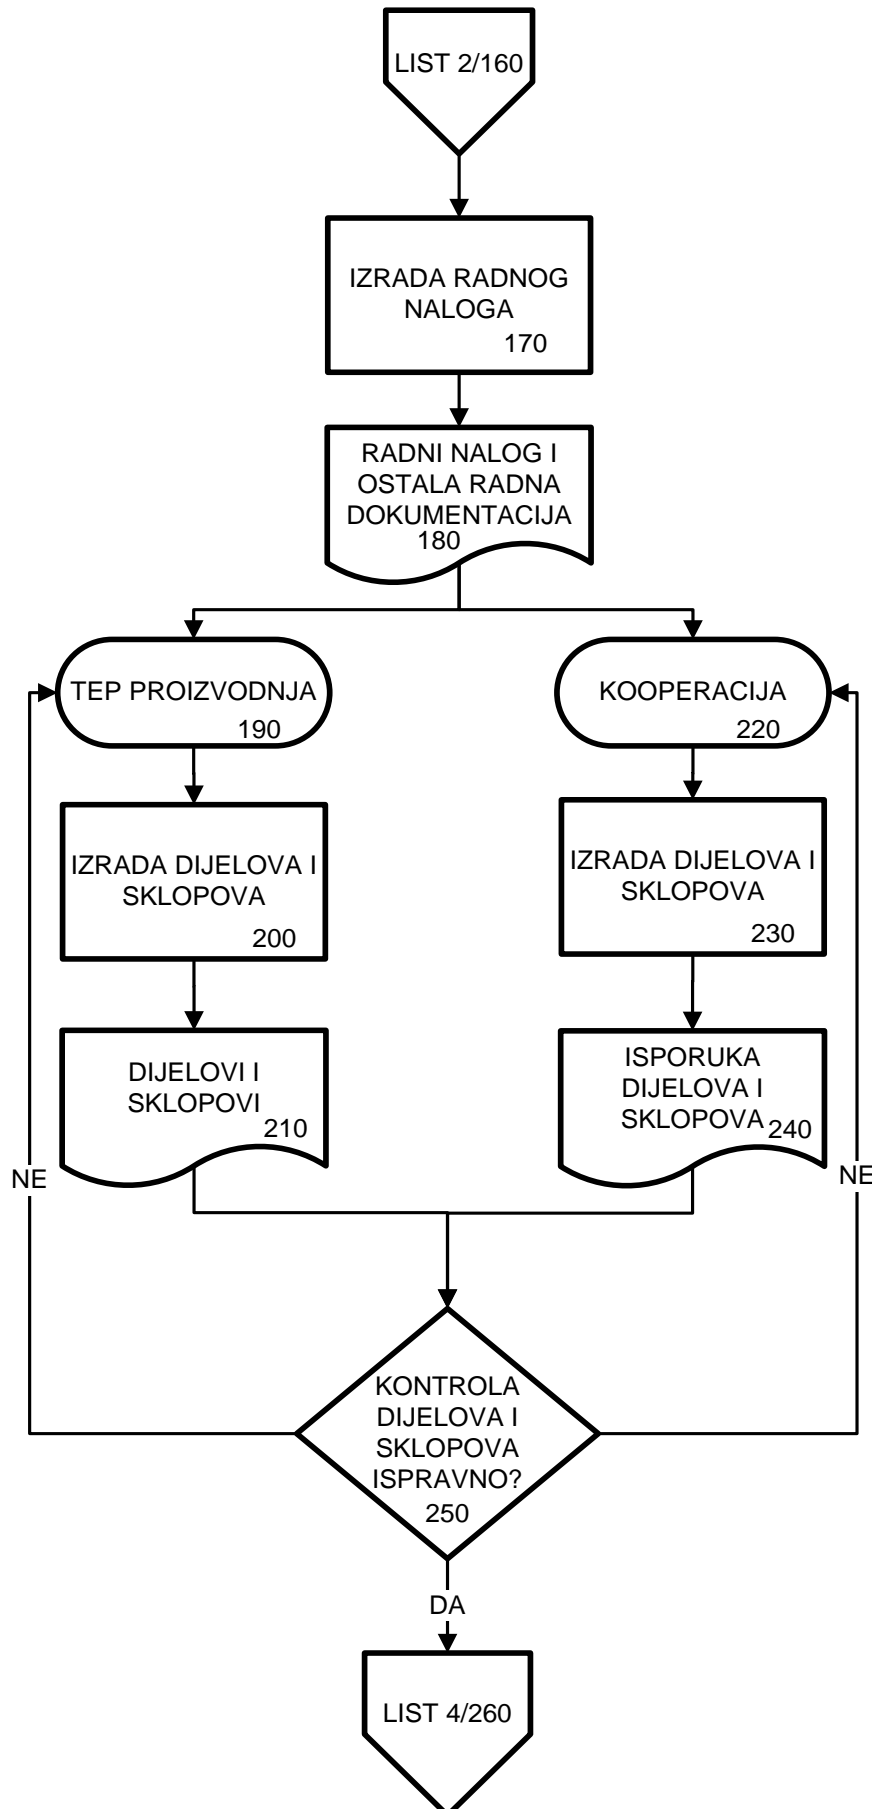 LIST 2/160
IZRADA RADNOG
NALOGA
170
RADNI NALOG I
OSTALA RADNA
DOKUMENTACIJA
180
TEP PROIZVODNJA
190
KOOPERACIJA
220
IZRADA DIJELOVA I
SKLOPOVA
200
IZRADA DIJELOVA I
SKLOPOVA
230
DIJELOVI I
SKLOPOVI
210
ISPORUKA
DIJELOVA I
SKLOPOVA
240
NE
NE
KONTROLA
DIJELOVA I
SKLOPOVA
ISPRAVNO?
250
DA
LIST 4/260